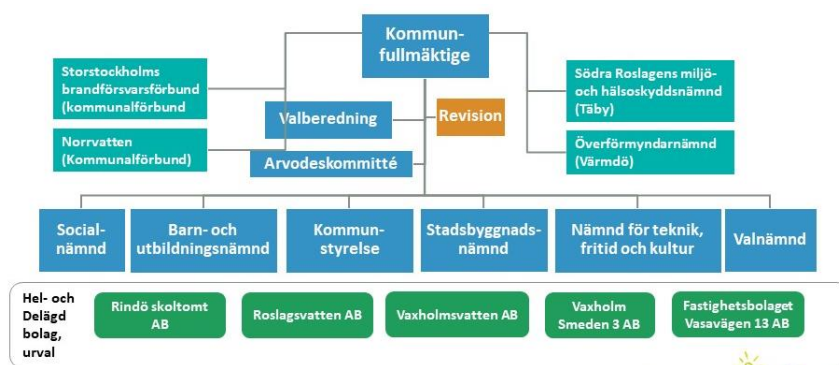 Kommun-
fullmäktige
Storstockholms
brandförsvarsförbund
(kommunalförbund
Norrvatten
(Kommunalförbund)
Valberedning
Revision
Arvodeskommitté
Södra Roslagens miljö-
och hälsoskyddsnämnd
(Täby)
Överförmyndarnämnd
(Värmdö)
Social-
nämnd
Barn- och
utbildningsnämnd
Kommun-
styrelse
Stadsbyggnads-
nämnd
Nämnd för teknik,
fritid och kultur
Valnämnd
Hel- och
Delägd
bolag,
urval
Rindö skoltomt
AB
Roslagsvatten AB
Vaxholmsvatten AB
Vaxholm
Smeden 3 AB
Fastighetsbolaget
Vasavägen 13 AB